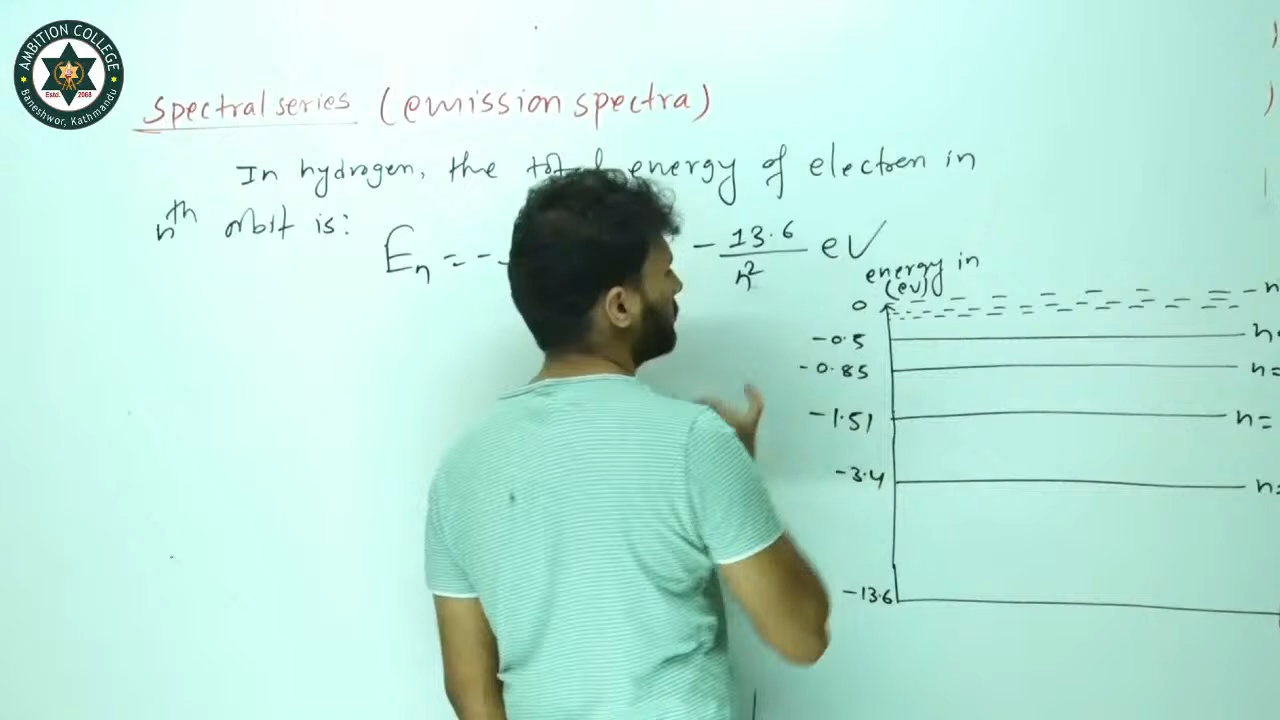 AMBITION COLLEGE
Estd. 2068
Baneshwor, Kathmandu
Spectral series (emission spectra)
In hydrogen, the total energy of electron in
nth orbit is: En = - - 13.6 / n² eV
energy in
(ev)
0 n
-0.5 n=
-0.85 n=
-1.51 n=
-3.4 n=
-13.6